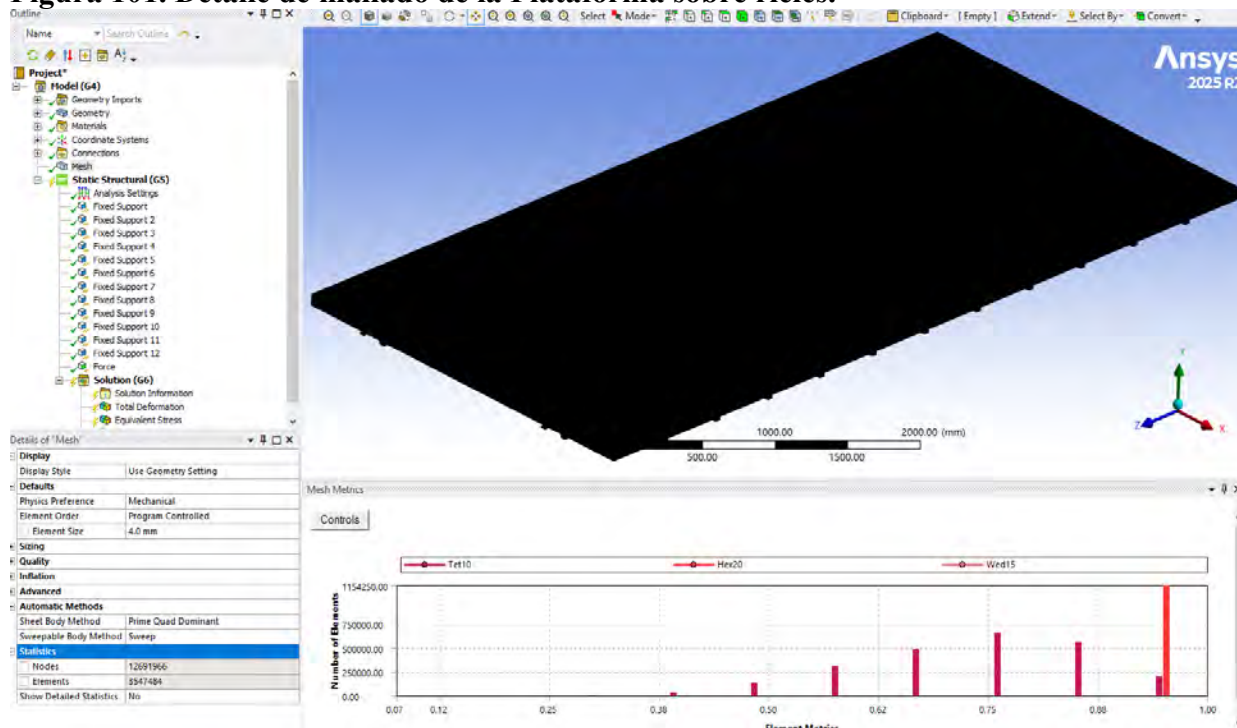 Figura 101. Detalle de mallado de la Plataforma sobre rieles.
Outline
Name
Search Outline
Select
Mode
Clipboard
[Empty]
Extend
Select By
Convert
Project*
Model (G4)
Geometry Imports
Geometry
Materials
Coordinate Systems
Connections
Mesh
Static Structural (G5)
Analysis Settings
Fixed Support
Fixed Support 2
Fixed Support 3
Fixed Support 4
Fixed Support 5
Fixed Support 6
Fixed Support 7
Fixed Support 8
Fixed Support 9
Fixed Support 10
Fixed Support 11
Fixed Support 12
Force
Solution (G6)
Solution Information
Total Deformation
Equivalent Stress
Ansys
2025
1000.00 2000.00 (mm)
500.00 1500.00
Y
Z
X
Details of "Mesh"
Display
Display Style Use Geometry Setting
Defaults
Physics Preference Mechanical
Element Order Program Controlled
Element Size 4.0 mm
Sizing
Quality
Inflation
Advanced
Automatic Methods
Sheet Body Method Prime Quad Dominant
Sweepable Body Method Sweep
Statistics
Nodes 12691966
Elements 3547484
Show Detailed Statistics No
Mesh Metrics
Controls
Tet10 Hex20 Wed15
Number of Elements
1154250.00
750000.00
500000.00
250000.00
0.00
0.07 0.12 0.25 0.38 0.50 0.62 0.75 0.88 1.00
Element Metrics